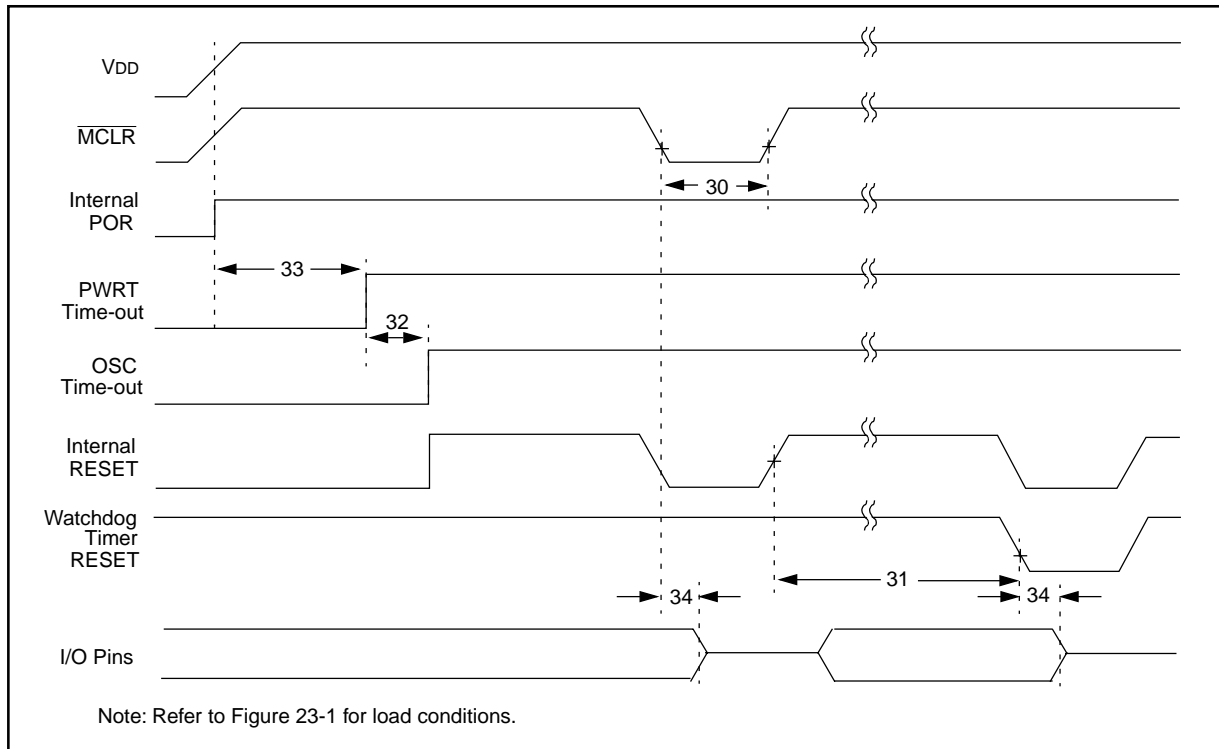 VDD
MCLR
30
Internal
POR
33
PWRT
Time-out
32
OSC
Time-out
Internal
RESET
Watchdog
Timer
RESET
31
34
34
I/O Pins
Note: Refer to Figure 23-1 for load conditions.